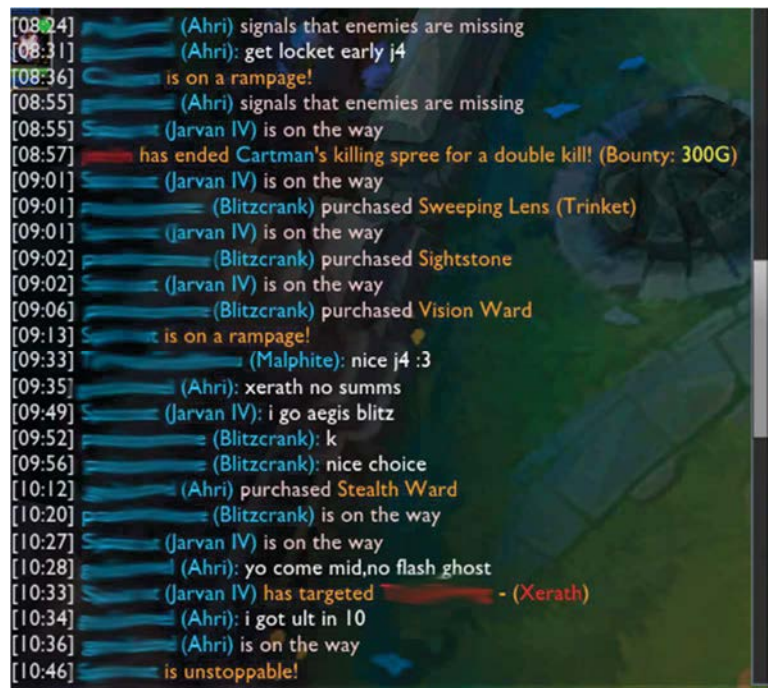 [08:24] (Ahri) signals that enemies are missing
[08:31] (Ahri): get locket early j4
[08:36] is on a rampage!
[08:55] (Ahri) signals that enemies are missing
[08:55] S (Jarvan IV) is on the way
[08:57] has ended Cartman's killing spree for a double kill! (Bounty: 300G)
[09:01] S (Jarvan IV) is on the way
[09:01] (Blitzcrank) purchased Sweeping Lens (Trinket)
[09:01] S (Jarvan IV) is on the way
[09:02] (Blitzcrank) purchased Sightstone
[09:02] S (Jarvan IV) is on the way
[09:06] (Blitzcrank) purchased Vision Ward
[09:13] S is on a rampage!
[09:33] (Malphite): nice j4 :3
[09:35] (Ahri): xerath no summs
[09:49] S (Jarvan IV): i go aegis blitz
[09:52] (Blitzcrank): k
[09:56] (Blitzcrank): nice choice
[10:12] (Ahri) purchased Stealth Ward
[10:20] (Blitzcrank) is on the way
[10:27] S (Jarvan IV) is on the way
[10:28] (Ahri): yo come mid,no flash ghost
[10:33] S (Jarvan IV) has targeted - (Xerath)
[10:34] (Ahri): i got ult in 10
[10:36] (Ahri) is on the way
[10:46] is unstoppable!